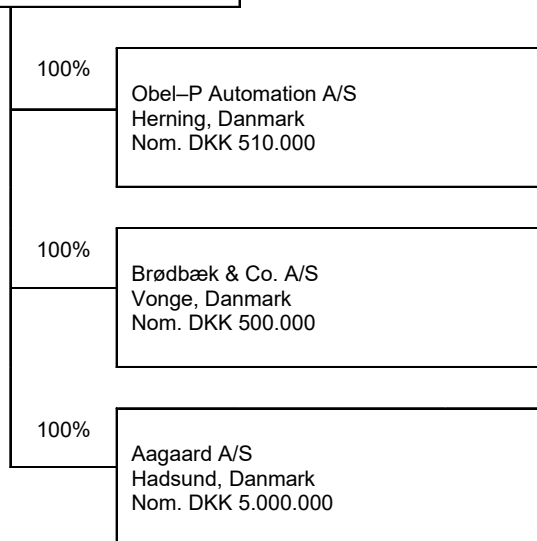 100%
Obel–P Automation A/S
Herning, Danmark
Nom. DKK 510.000
100%
Brødbæk & Co. A/S
Vonge, Danmark
Nom. DKK 500.000
100%
Aagaard A/S
Hadsund, Danmark
Nom. DKK 5.000.000